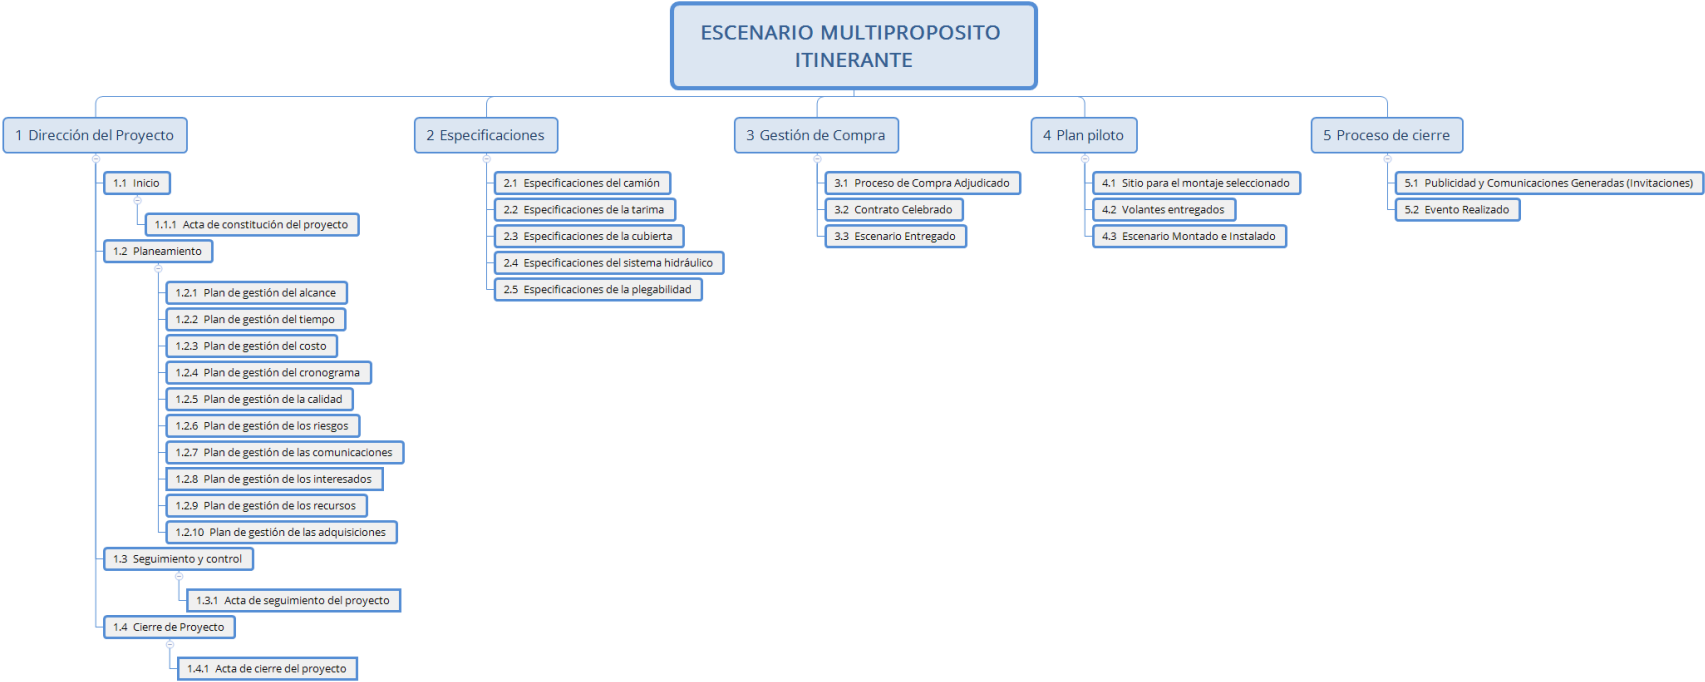 ESCENARIO MULTIPROPOSITO
ITINERANTE
1 Dirección del Proyecto
1.1 Inicio
1.1.1 Acta de constitución del proyecto
1.2 Planeamiento
1.2.1 Plan de gestión del alcance
1.2.2 Plan de gestión del tiempo
1.2.3 Plan de gestión del costo
1.2.4 Plan de gestión del cronograma
1.2.5 Plan de gestión de la calidad
1.2.6 Plan de gestión de los riesgos
1.2.7 Plan de gestión de las comunicaciones
1.2.8 Plan de gestión de los interesados
1.2.9 Plan de gestión de los recursos
1.2.10 Plan de gestión de las adquisiciones
1.3 Seguimiento y control
1.3.1 Acta de seguimiento del proyecto
1.4 Cierre de Proyecto
1.4.1 Acta de cierre del proyecto
2 Especificaciones
2.1 Especificaciones del camión
2.2 Especificaciones de la tarima
2.3 Especificaciones de la cubierta
2.4 Especificaciones del sistema hidráulico
2.5 Especificaciones de la plegabilidad
3 Gestión de Compra
3.1 Proceso de Compra Adjudicado
3.2 Contrato Celebrado
3.3 Escenario Entregado
4 Plan piloto
4.1 Sitio para el montaje seleccionado
4.2 Volantes entregados
4.3 Escenario Montado e Instalado
5 Proceso de cierre
5.1 Publicidad y Comunicaciones Generadas (Invitaciones)
5.2 Evento Realizado